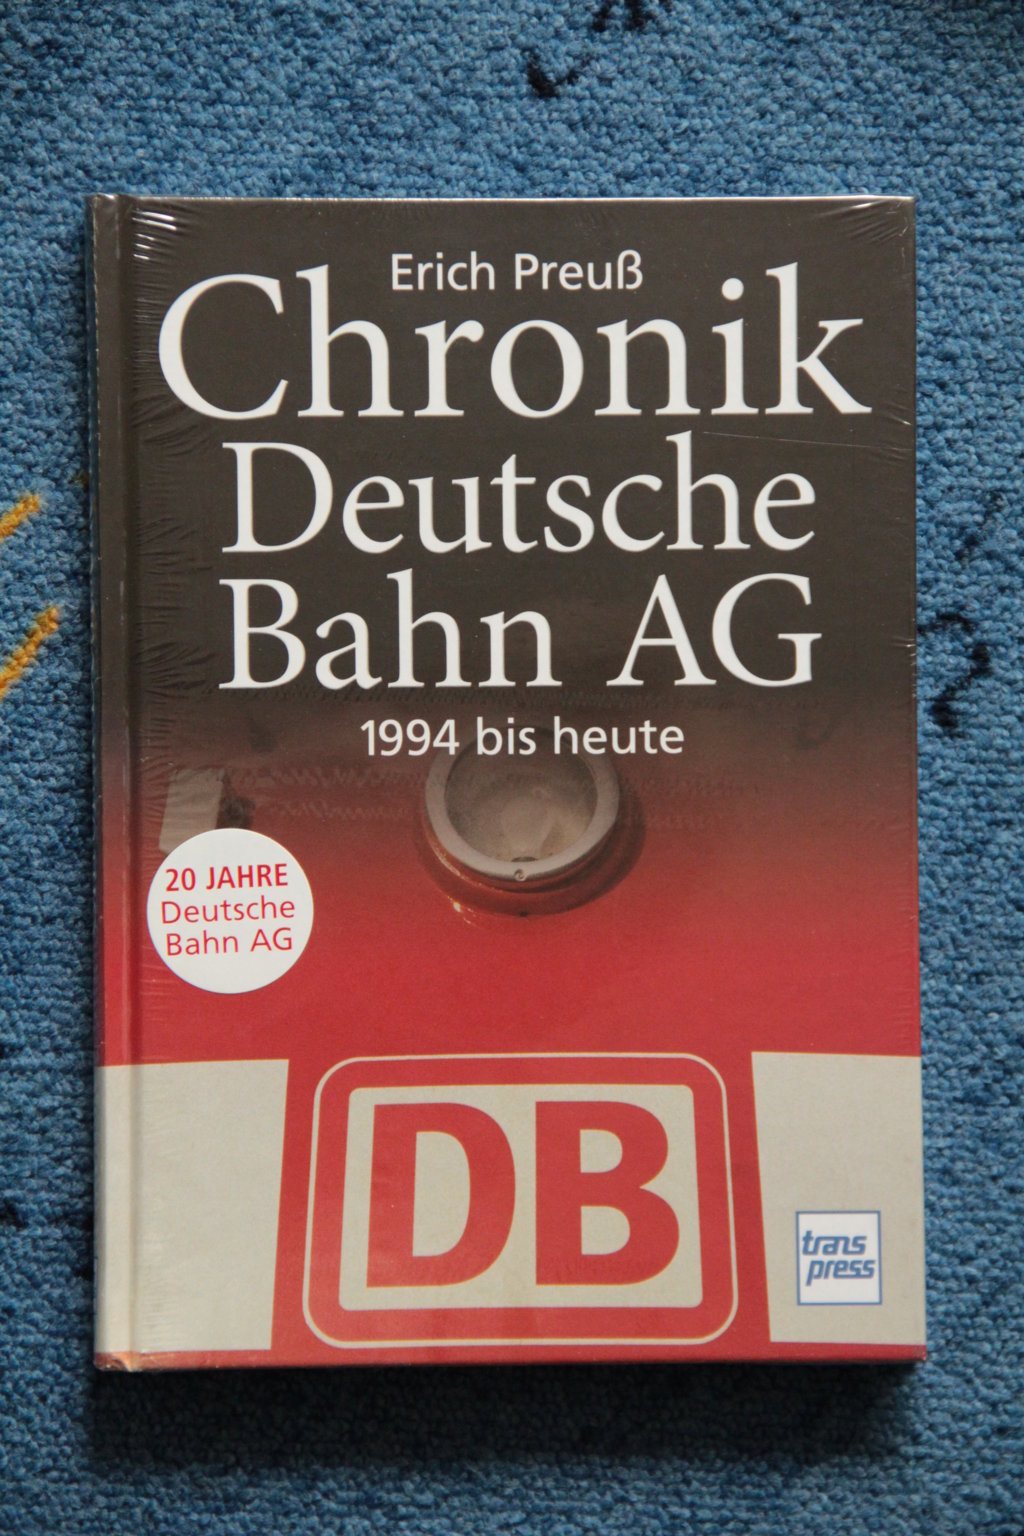 Erich Preuß
Chronik
Deutsche
Bahn AG
1994 bis heute
20 JAHRE
Deutsche
Bahn AG
DB
trans
press